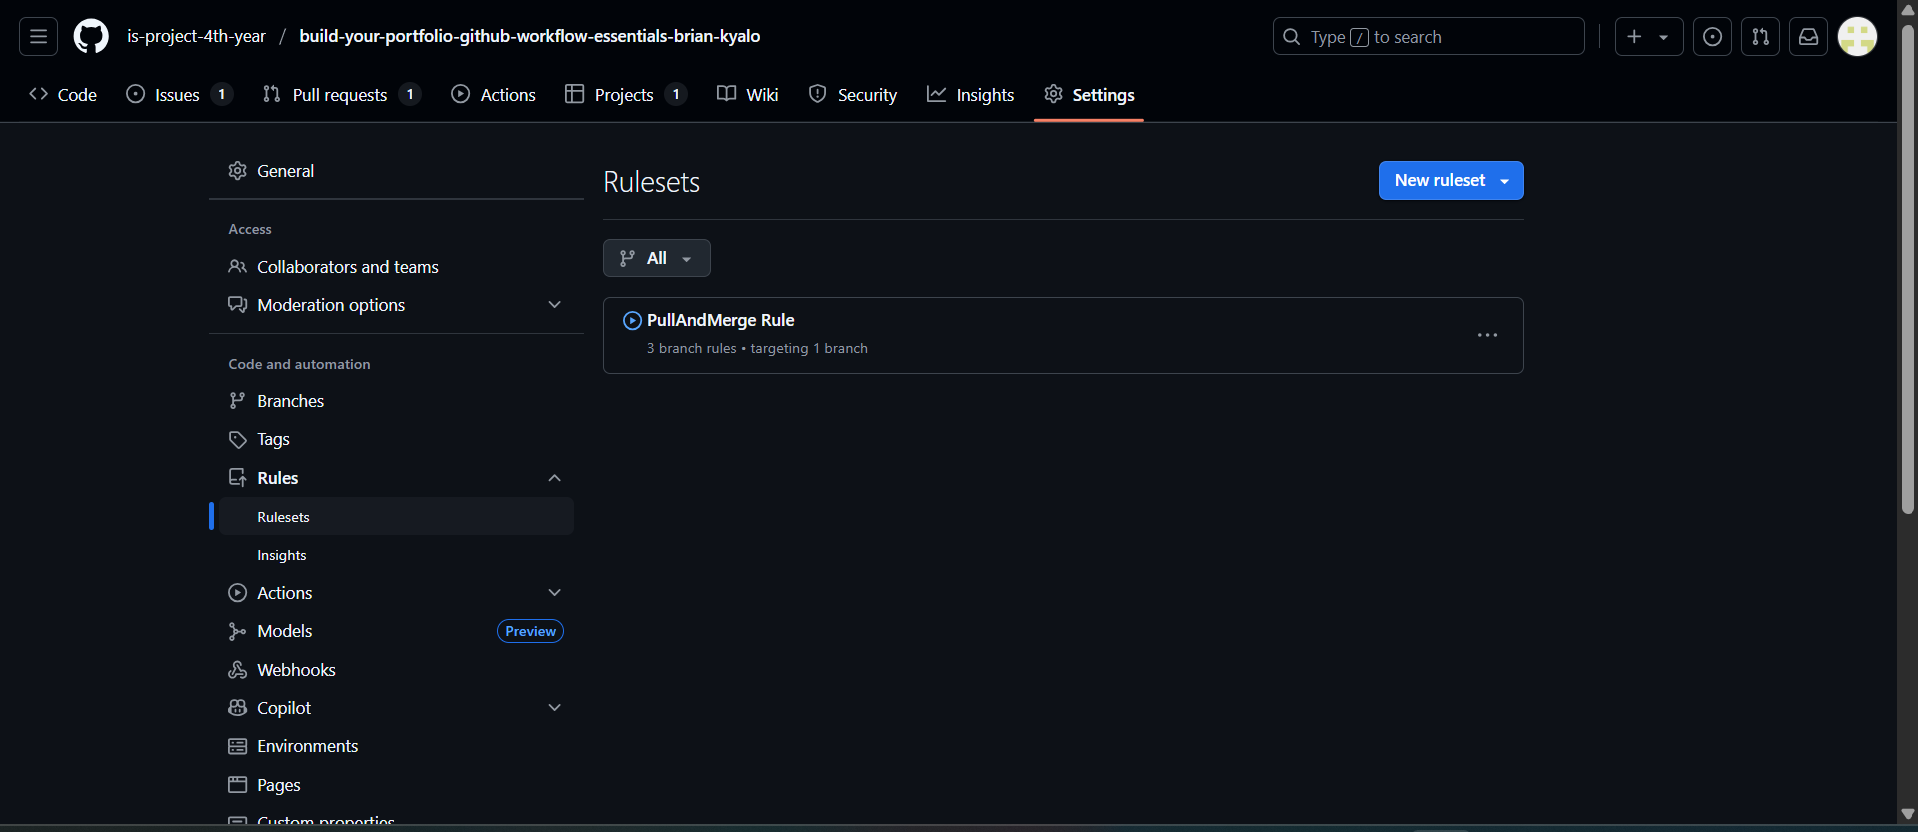 is-project-4th-year / build-your-portfolio-github-workflow-essentials-brian-kyalo
Type / to search
Code
Issues 1
Pull requests 1
Actions
Projects 1
Wiki
Security
Insights
Settings
General
Access
Collaborators and teams
Moderation options
Code and automation
Branches
Tags
Rules
Rulesets
Insights
Actions
Models Preview
Webhooks
Copilot
Environments
Pages
Custom properties
Rulesets
New ruleset
All
PullAndMerge Rule
3 branch rules • targeting 1 branch